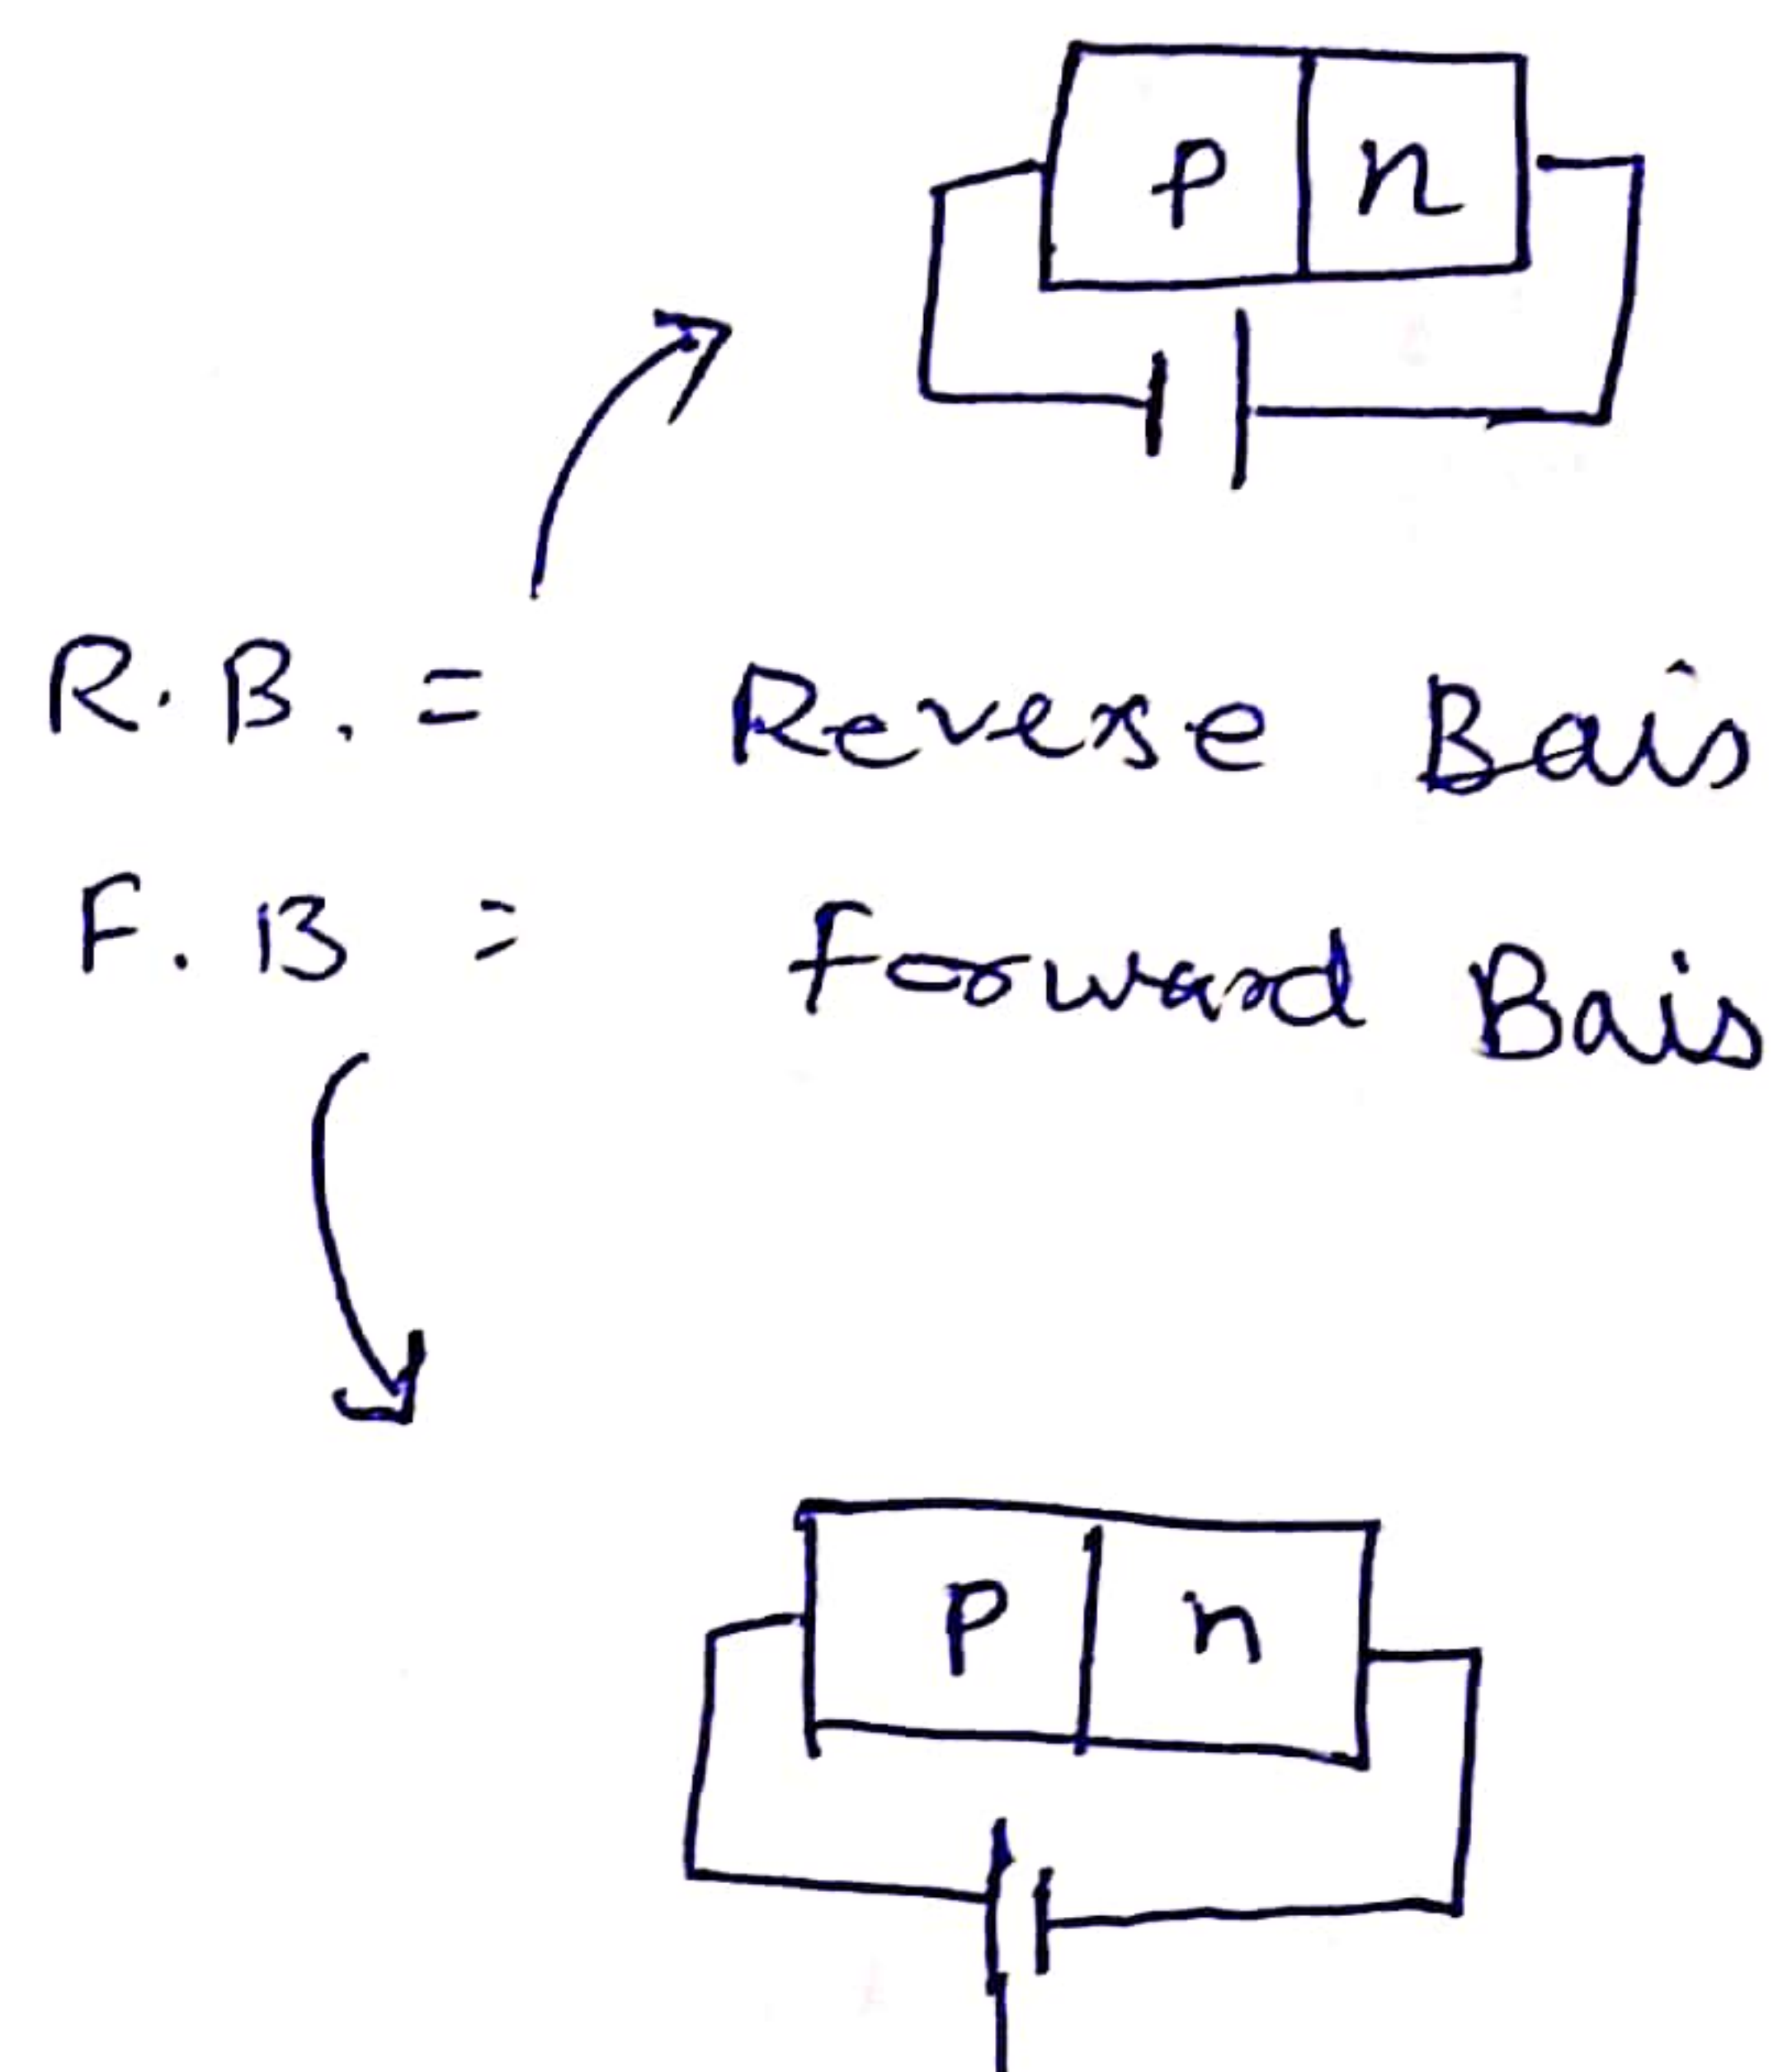 p n
R. B. = Reverse Bais
F. B = Forward Bais
p n